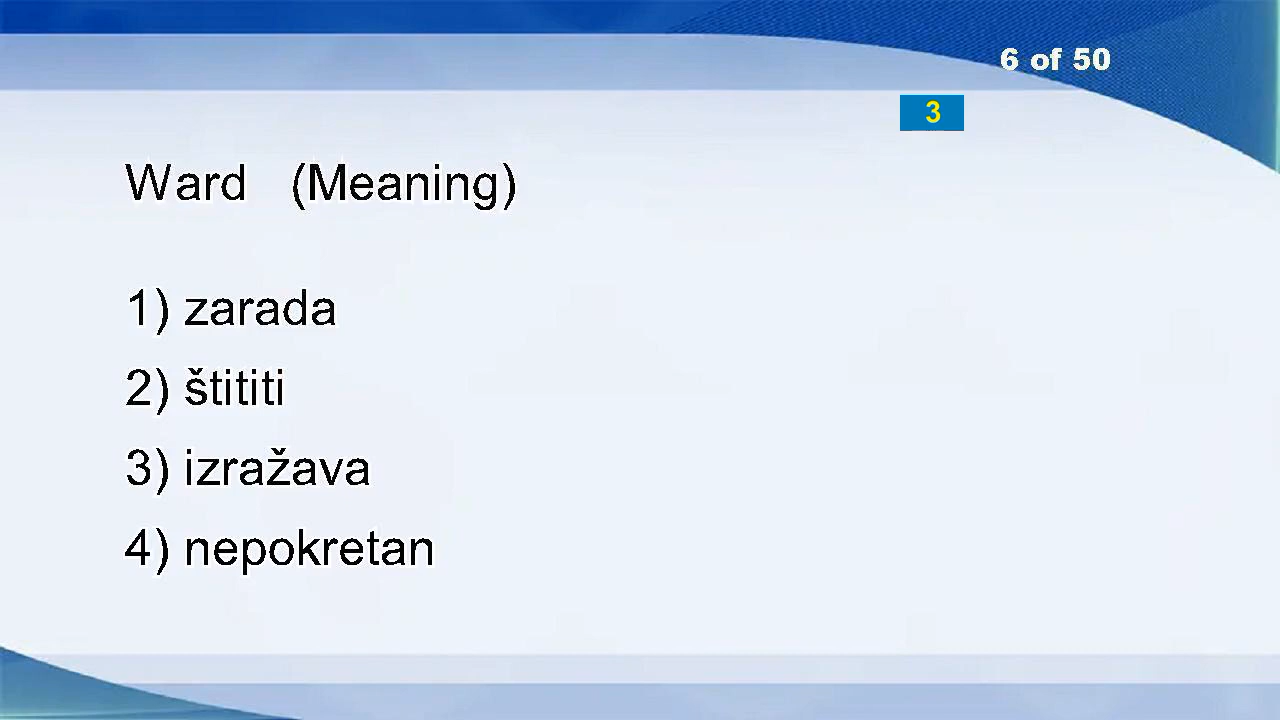 6 of 50
3
Ward (Meaning)
1) zarada
2) štititi
3) izražava
4) nepokretan